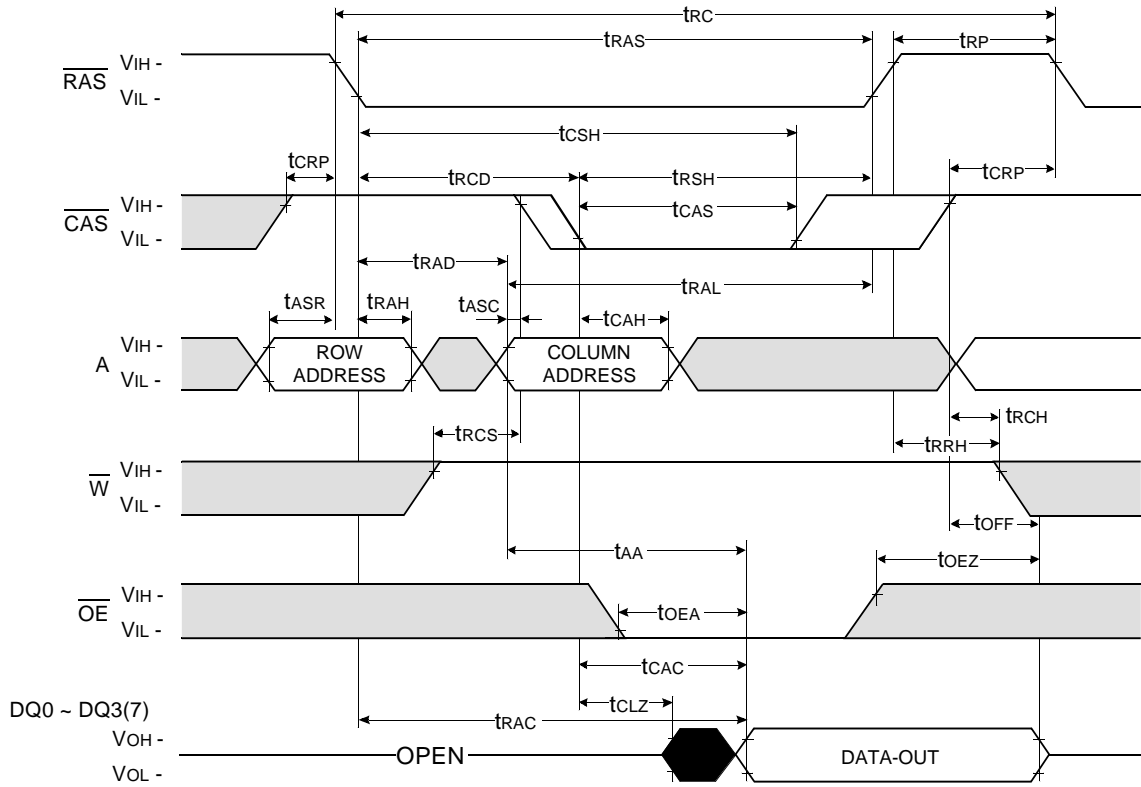 tRC
tRAS
tRP
RAS
VIH -
VIL -
tCSH
tCRP
tRCD
tRSH
tCRP
CAS
VIH -
VIL -
tCAS
tRAD
tRAL
tASR
tRAH
tASC
tCAH
A
VIH -
VIL -
ROW
ADDRESS
COLUMN
ADDRESS
tRCH
tRCS
tRRH
W
VIH -
VIL -
tOFF
tAA
tOEZ
OE
VIH -
VIL -
tOEA
tCAC
tCLZ
DQ0 ~ DQ3(7)
tRAC
VOH -
VOL -
OPEN
DATA-OUT